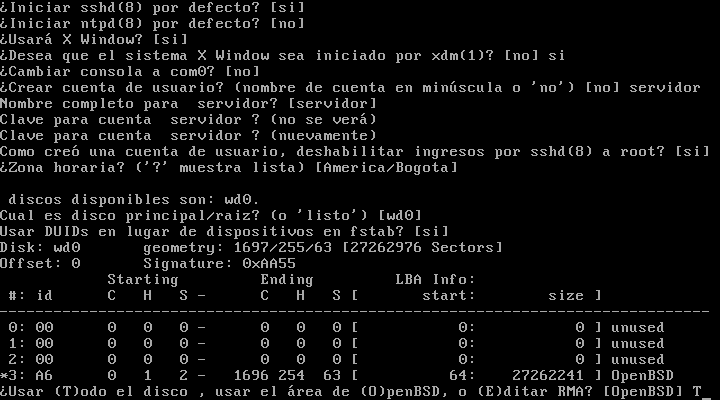 ¿Iniciar sshd(8) por defecto? [si]
¿Iniciar ntpd(8) por defecto? [no]
¿Usará X Window? [si]
¿Desea que el sistema X Window sea iniciado por xdm(1)? [no] si
¿Cambiar consola a com0? [no]
¿Crear cuenta de usuario? (nombre de cuenta en minúscula o 'no') [no] servidor
Nombre completo para  servidor? [servidor]
Clave para cuenta  servidor ? (no se verá)
Clave para cuenta  servidor ? (nuevamente)
Como creó una cuenta de usuario, deshabilitar ingresos por sshd(8) a root? [si]
¿Zona horaria? ('?' muestra lista) [America/Bogota]
 discos disponibles son: wd0.
Cual es disco principal/raiz? (o 'listo') [wd0]
Usar DUIDs en lugar de dispositivos en fstab? [si]
Disk: wd0       geometry: 1697/255/63 [27262976 Sectors]
Offset: 0       Signature: 0xAA55
            Starting         Ending         LBA Info:
 #: id      C   H   S -      C   H   S [       start:        size ]
-------------------------------------------------------------------------------
 0: 00      0   0   0 -      0   0   0 [           0:           0 ] unused
 1: 00      0   0   0 -      0   0   0 [           0:           0 ] unused
 2: 00      0   0   0 -      0   0   0 [           0:           0 ] unused
*3: A6      0   1   2 -   1696 254  63 [          64:    27262241 ] OpenBSD
¿Usar (T)odo el disco , usar el área de (O)penBSD, o (E)ditar RMA? [OpenBSD] T_